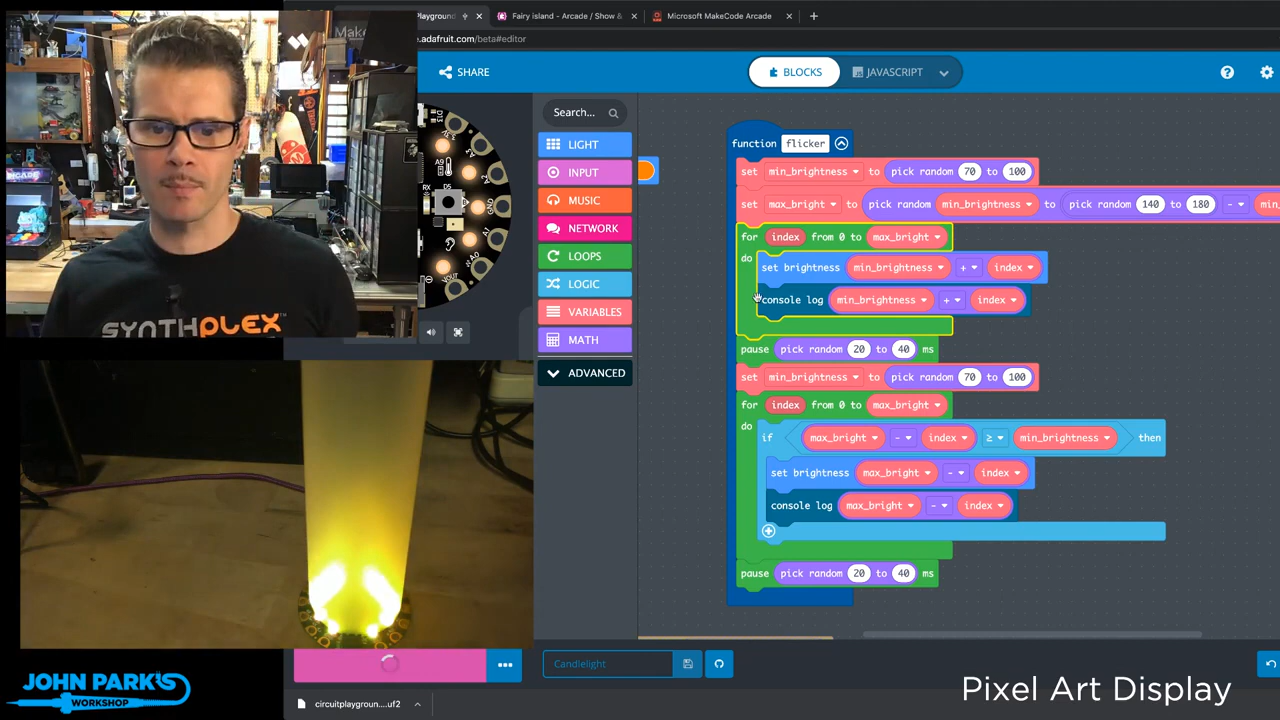 Playground
Fairy island - Arcade / Show &
Microsoft MakeCode Arcade
e.adafruit.com/beta#editor
SHARE
BLOCKS
JAVASCRIPT
Search...
LIGHT
INPUT
MUSIC
NETWORK
LOOPS
LOGIC
VARIABLES
MATH
ADVANCED
function flicker
set min_brightness to pick random 70 to 100
set max_bright to pick random min_brightness to pick random 140 to 180 - min_
for index from 0 to max_bright
do
set brightness min_brightness + index
console log min_brightness + index
pause pick random 20 to 40 ms
set min_brightness to pick random 70 to 100
for index from 0 to max_bright
do
if max_bright - index ≥ min_brightness then
set brightness max_bright - index
console log max_bright - index
pause pick random 20 to 40 ms
Candlelight
circuitplaygroun....uf2
SYNTHPLEX
JOHN PARK'S
WORKSHOP
Pixel Art Display